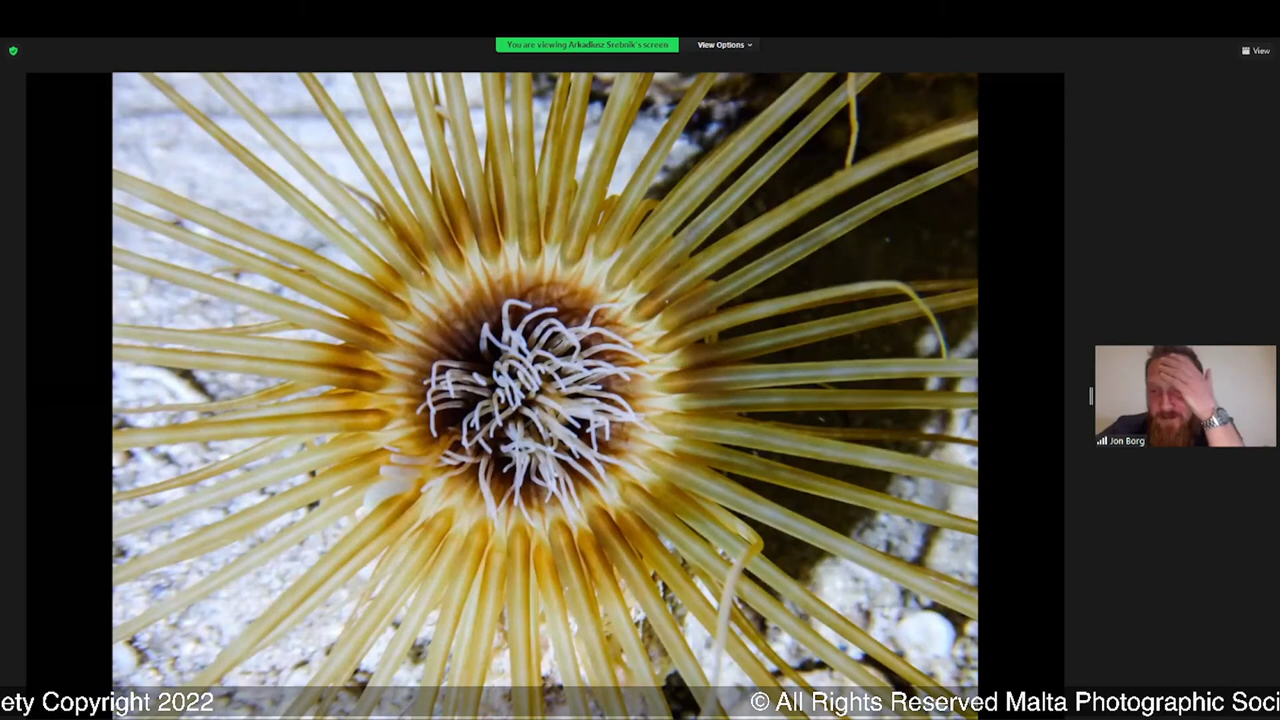 You are viewing Arkadiusz Srebnik's screen
View Options
View
Jon Borg
ety Copyright 2022
© All Rights Reserved Malta Photographic Soci